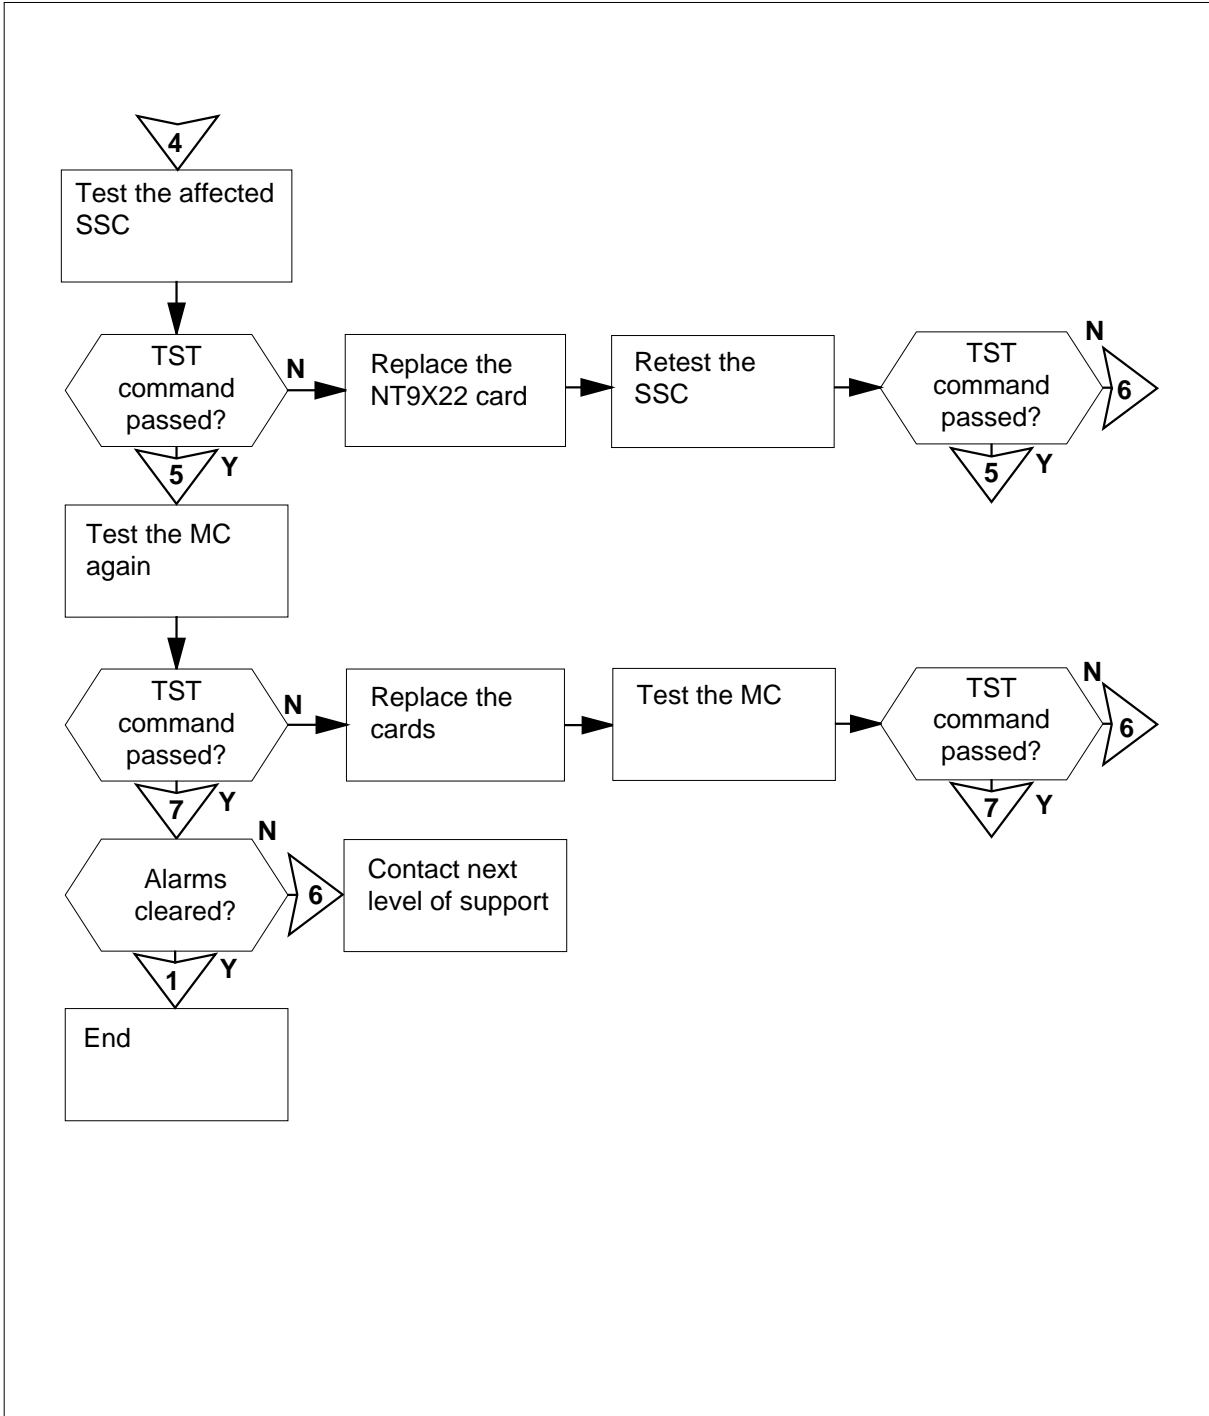 4
Test the affected
SSC
TST
command
passed?
N
Replace the
NT9X22 card
Retest the
SSC
TST
command
passed?
N
6
5
Y
5
Y
Test the MC
again
TST
command
passed?
N
Replace the
cards
Test the MC
TST
command
passed?
N
6
7
Y
7
Y
Alarms
cleared?
N
6
Contact next
level of support
1
Y
End